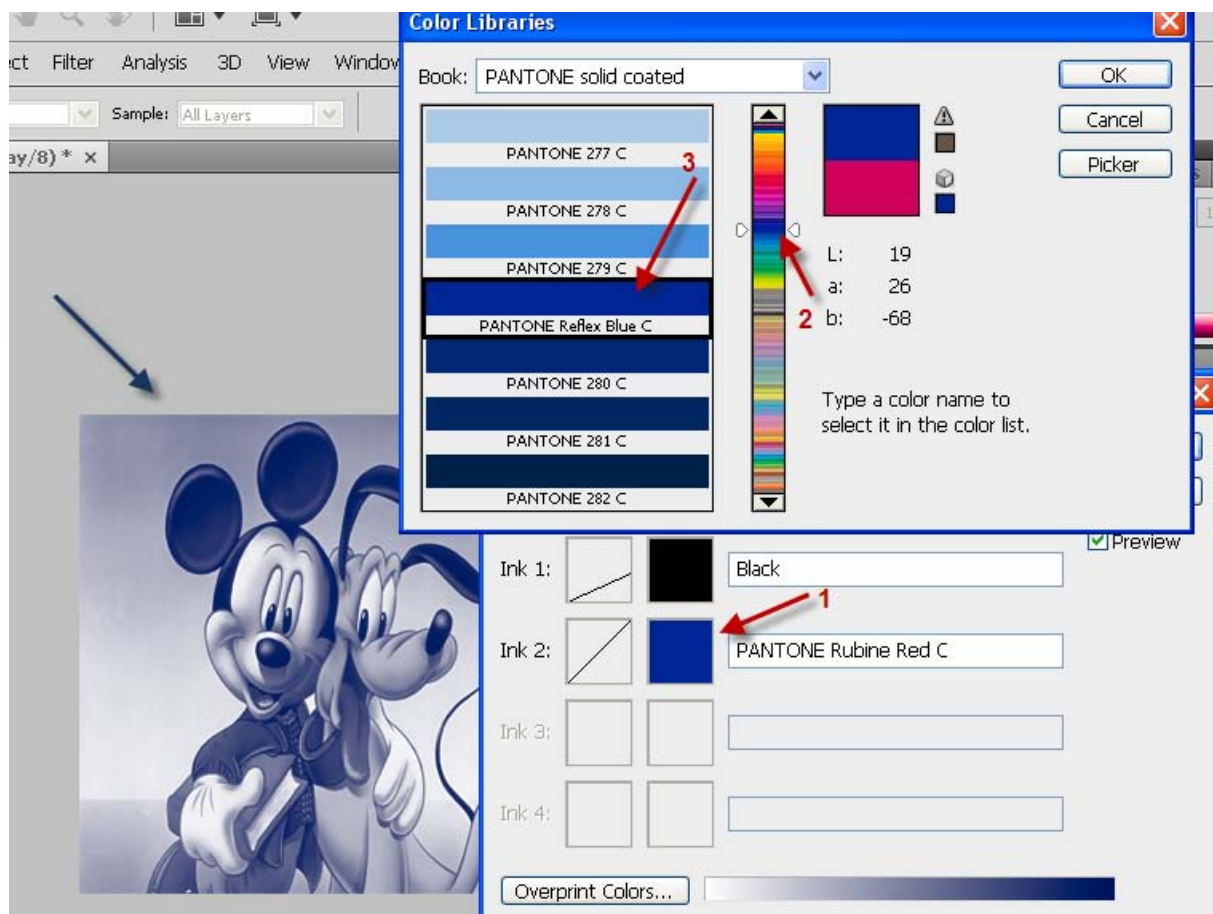 Color Libraries
ect Filter Analysis 3D View Window
Book: PANTONE solid coated
OK
Sample: All Layers
Cancel
ay/8) * ×
Picker
PANTONE 277 C
3
PANTONE 278 C
PANTONE 279 C
L: 19
a: 26
PANTONE Reflex Blue C
2
b: -68
PANTONE 280 C
Type a color name to
select it in the color list.
PANTONE 281 C
PANTONE 282 C
Preview
Ink 1:
Black
1
Ink 2:
PANTONE Rubine Red C
Ink 3:
Ink 4:
Overprint Colors...